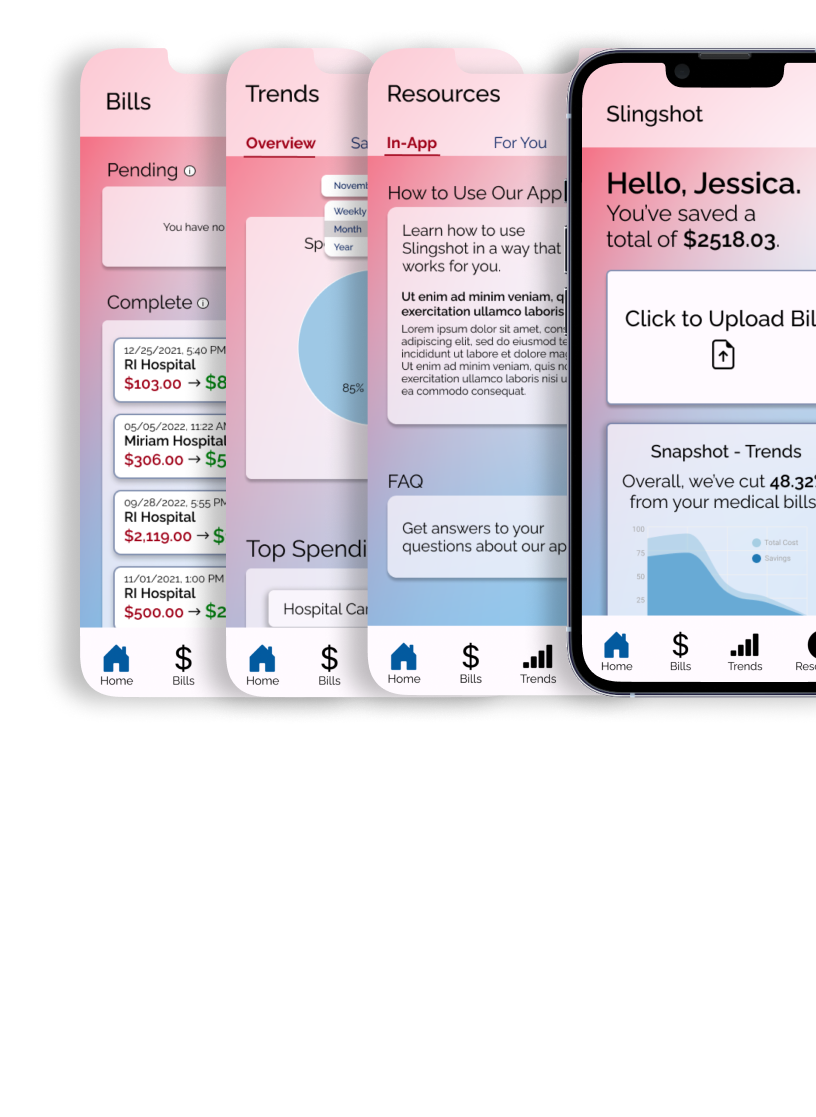 Bills
Pending
You have no
Complete
12/25/2021, 5:40 PM
RI Hospital
$103.00 → $8
05/05/2022, 11:22 AM
Miriam Hospital
$306.00 → $5
09/28/2022, 5:55 PM
RI Hospital
$2,119.00 → $
11/01/2021, 1:00 PM
RI Hospital
$500.00 → $2
Home
Bills
Trends
Overview
Sa
Novemb
Weekly
Month
Year
Sp
85%
Top Spendi
Hospital Car
Home
Bills
Resources
In-App
For You
How to Use Our App
Learn how to use
Slingshot in a way that
works for you.
Ut enim ad minim veniam, q
exercitation ullamco laboris
Lorem ipsum dolor sit amet, cons
adipiscing elit, sed do eiusmod te
incididunt ut labore et dolore mag
Ut enim ad minim veniam, quis no
exercitation ullamco laboris nisi u
ea commodo consequat.
FAQ
Get answers to your
questions about our ap
Home
Bills
Trends
Slingshot
Hello, Jessica.
You've saved a
total of $2518.03.
Click to Upload Bil
Snapshot - Trends
Overall, we've cut 48.32%
from your medical bills
100
75
50
25
Total Cost
Savings
Home
Bills
Trends
Reso